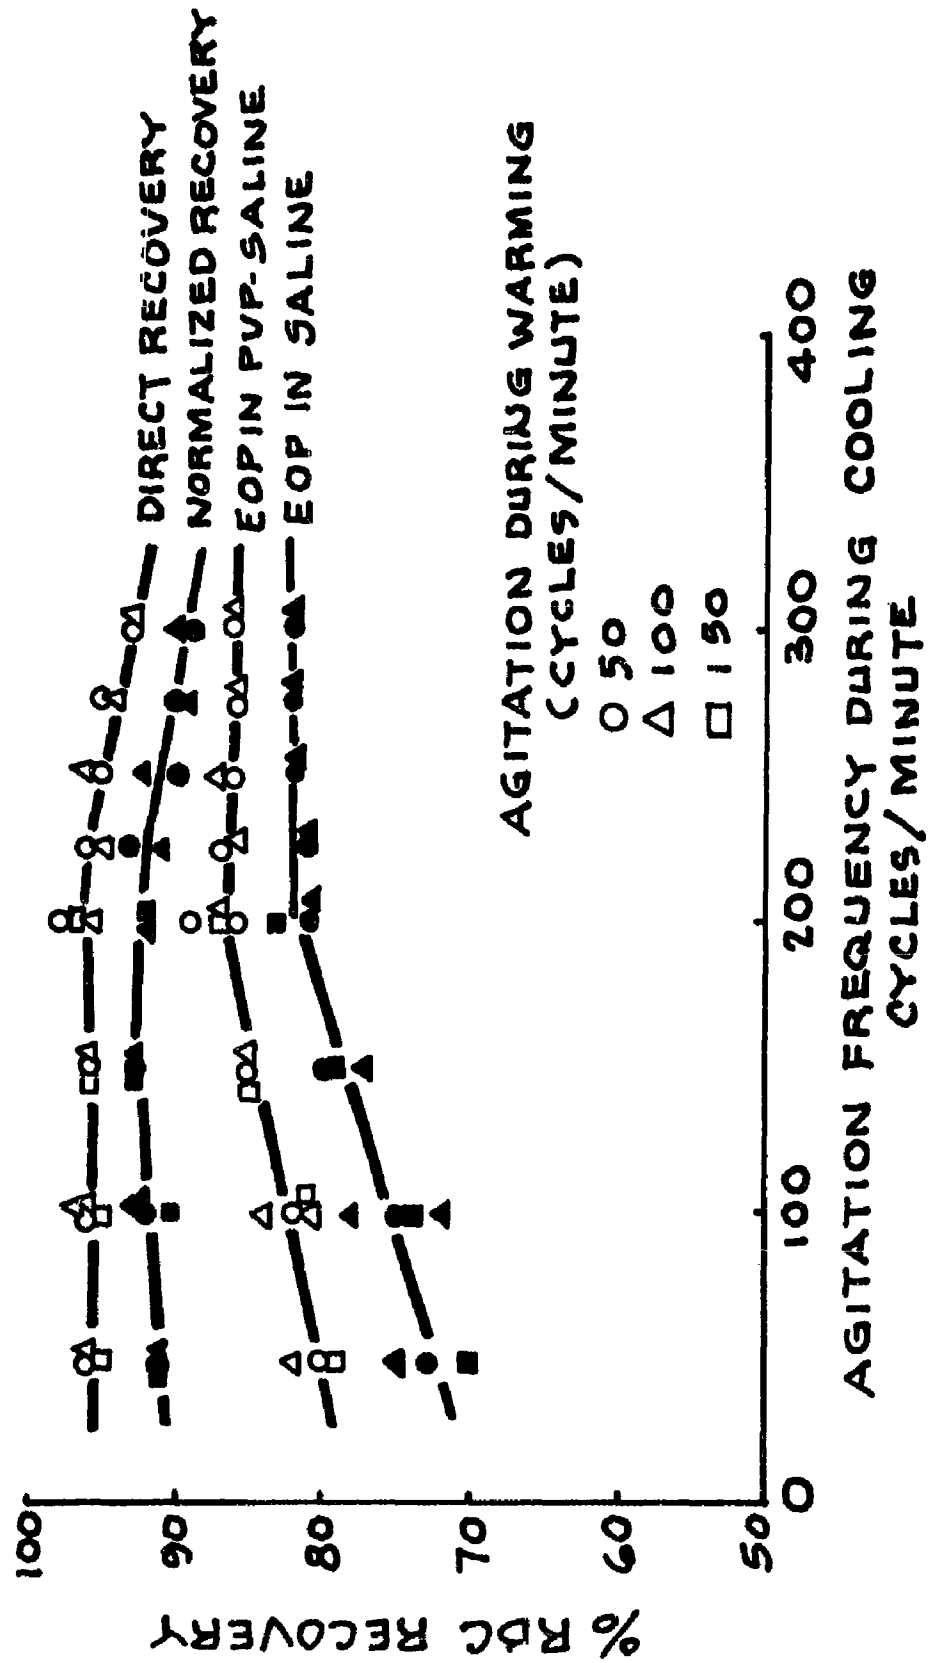 % RDC RECOVERY
100
90
80
70
60
50
0
100
200
300
400
DIRECT RECOVERY
NORMALIZED RECOVERY
EOP IN PVP-SALINE
EOP IN SALINE
AGITATION DURING WARMING
(CYCLES/MINUTE)
50
100
150
AGITATION FREQUENCY DURING COOLING
CYCLES/MINUTE